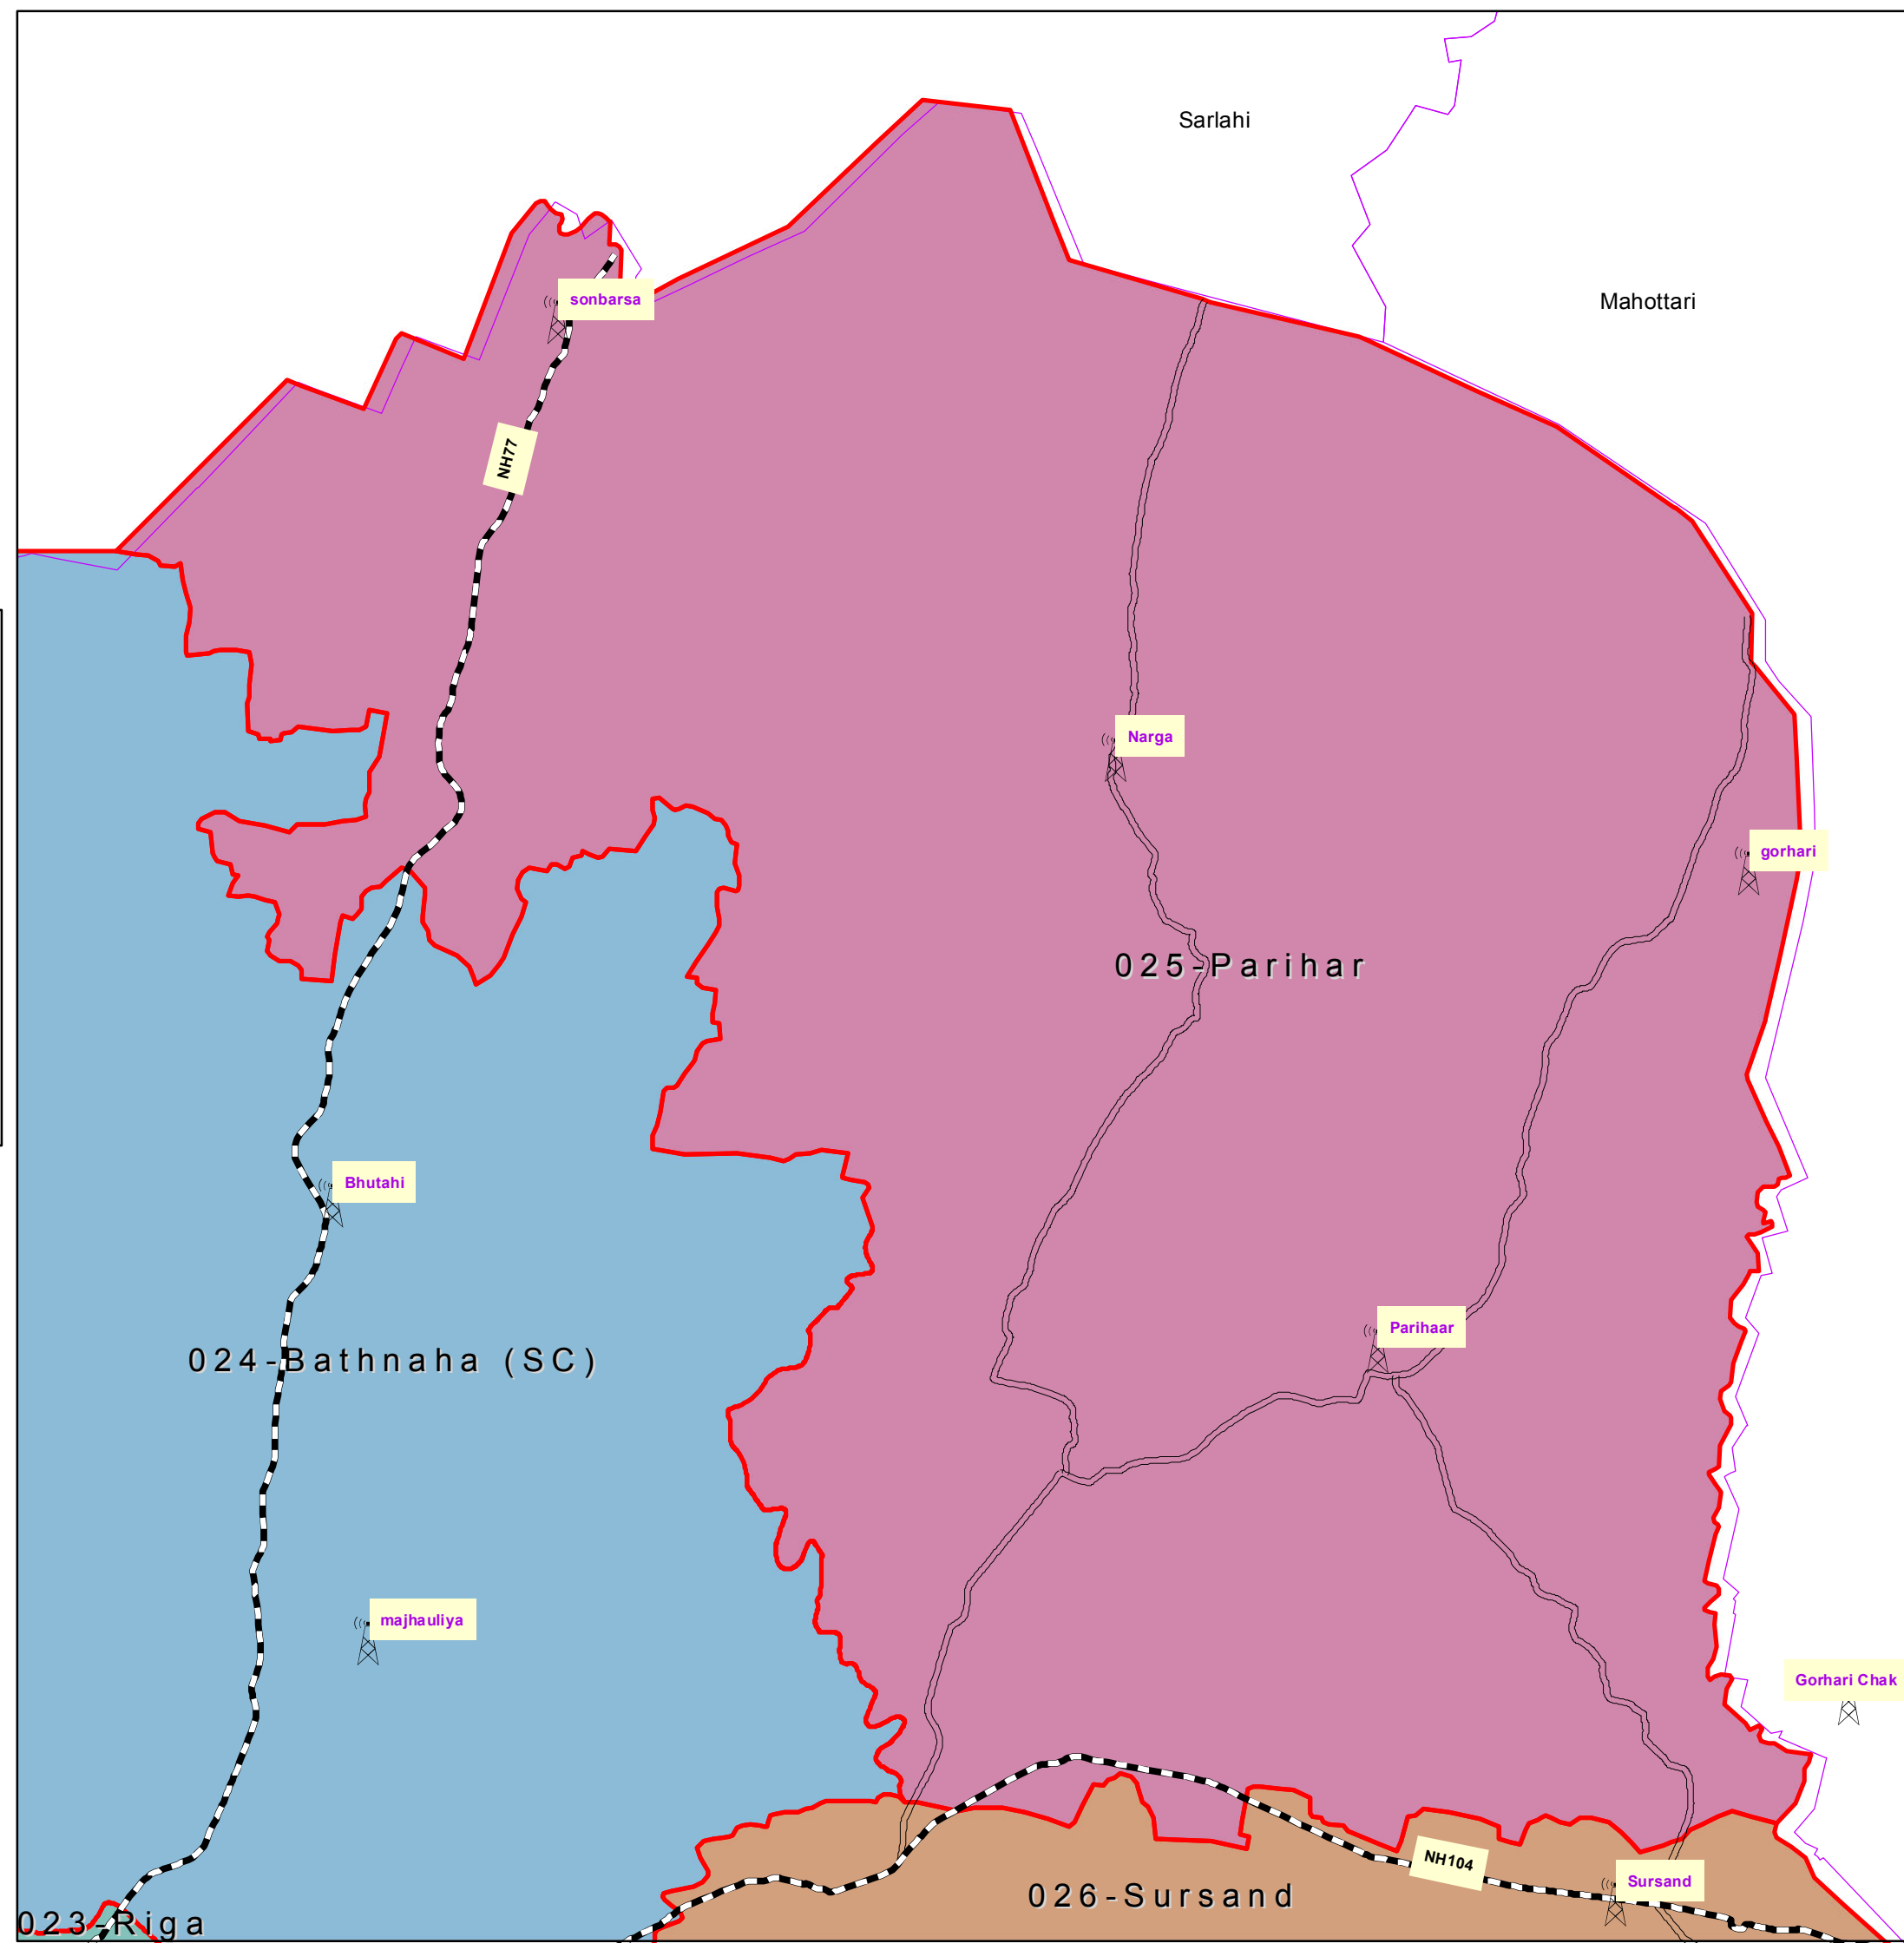 Sarlahi
sonbarsa
Mahottari
NH77
Narga
gorhari
025-Parihar
Bhutahi
Parihaar
024-Bathnaha (SC)
majhauliya
Gorhari Chak
NH104
Sursand
026-Sursand
023-Riga